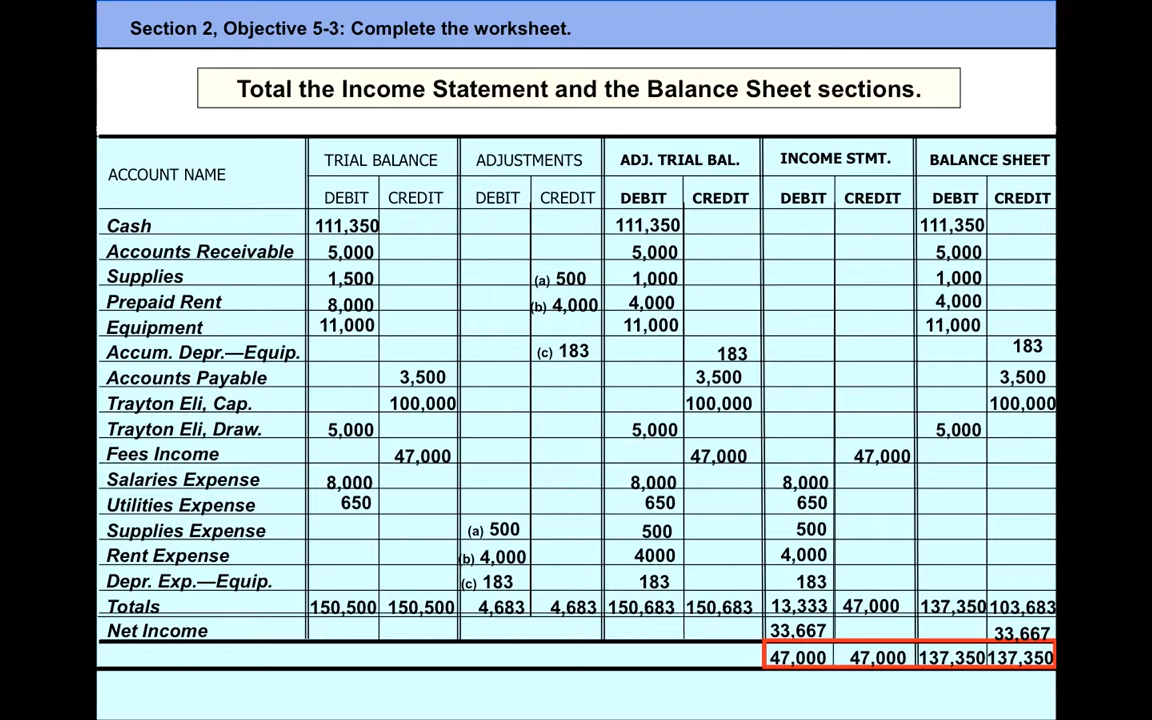 Section 2, Objective 5-3: Complete the worksheet.
Total the Income Statement and the Balance Sheet sections.
ACCOUNT NAME TRIAL BALANCE ADJUSTMENTS ADJ. TRIAL BAL. INCOME STMT. BALANCE SHEET
DEBIT CREDIT DEBIT CREDIT DEBIT CREDIT DEBIT CREDIT DEBIT CREDIT
Cash 111,350 111,350 111,350
Accounts Receivable 5,000 5,000 5,000
Supplies 1,500 (a) 500 1,000 1,000
Prepaid Rent 8,000 (b) 4,000 4,000 4,000
Equipment 11,000 11,000 11,000
Accum. Depr.—Equip. (c) 183 183 183
Accounts Payable 3,500 3,500 3,500
Trayton Eli, Cap. 100,000 100,000 100,000
Trayton Eli, Draw. 5,000 5,000 5,000
Fees Income 47,000 47,000 47,000
Salaries Expense 8,000 8,000 8,000
Utilities Expense 650 650 650
Supplies Expense (a) 500 500 500
Rent Expense (b) 4,000 4000 4,000
Depr. Exp.—Equip. (c) 183 183 183
Totals 150,500 150,500 4,683 4,683 150,683 150,683 13,333 47,000 137,350 103,683
Net Income 33,667 33,667
47,000 47,000 137,350 137,350